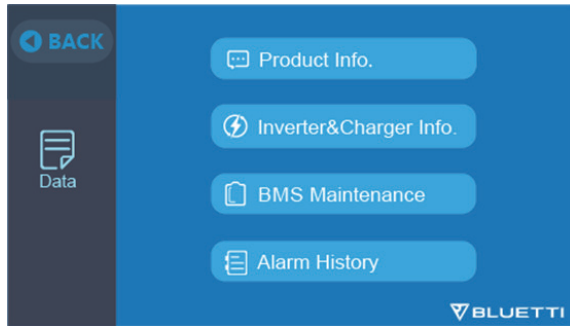 BACK
Product Info.
Inverter&Charger Info.
Data
BMS Maintenance
Alarm History
BLUETTI